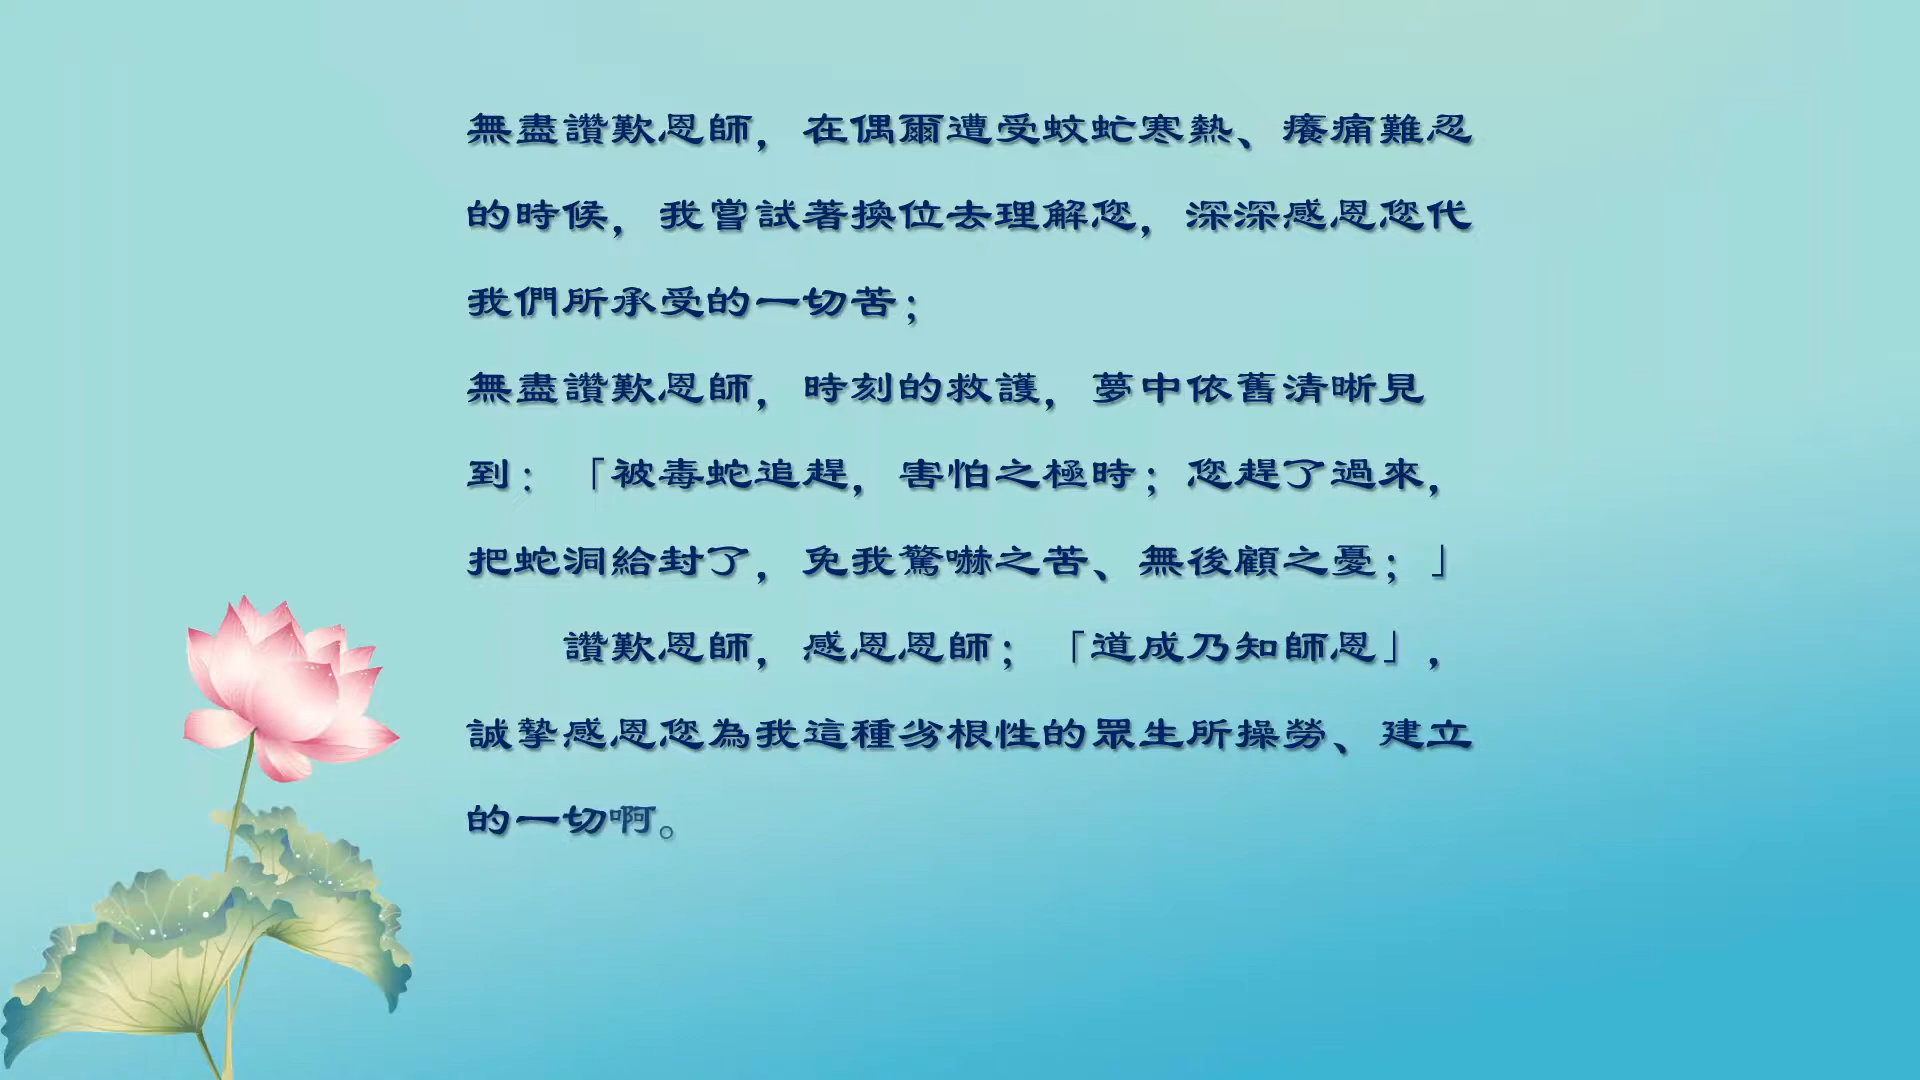 無盡讚歎恩師，在偶爾遭受蚊虻寒熱、癢痛難忍
的時候，我嘗試著換位去理解您，深深感恩您代
我們所承受的一切苦；
無盡讚歎恩師，時刻的救護，夢中依舊清晰見
到：「被毒蛇追趕，害怕之極時；您趕了過來，
把蛇洞給封了，免我驚嚇之苦、無後顧之憂；」
讚歎恩師，感恩恩師；「道成乃知師恩」，
誠摯感恩您為我這種劣根性的眾生所操勞、建立
的一切啊。